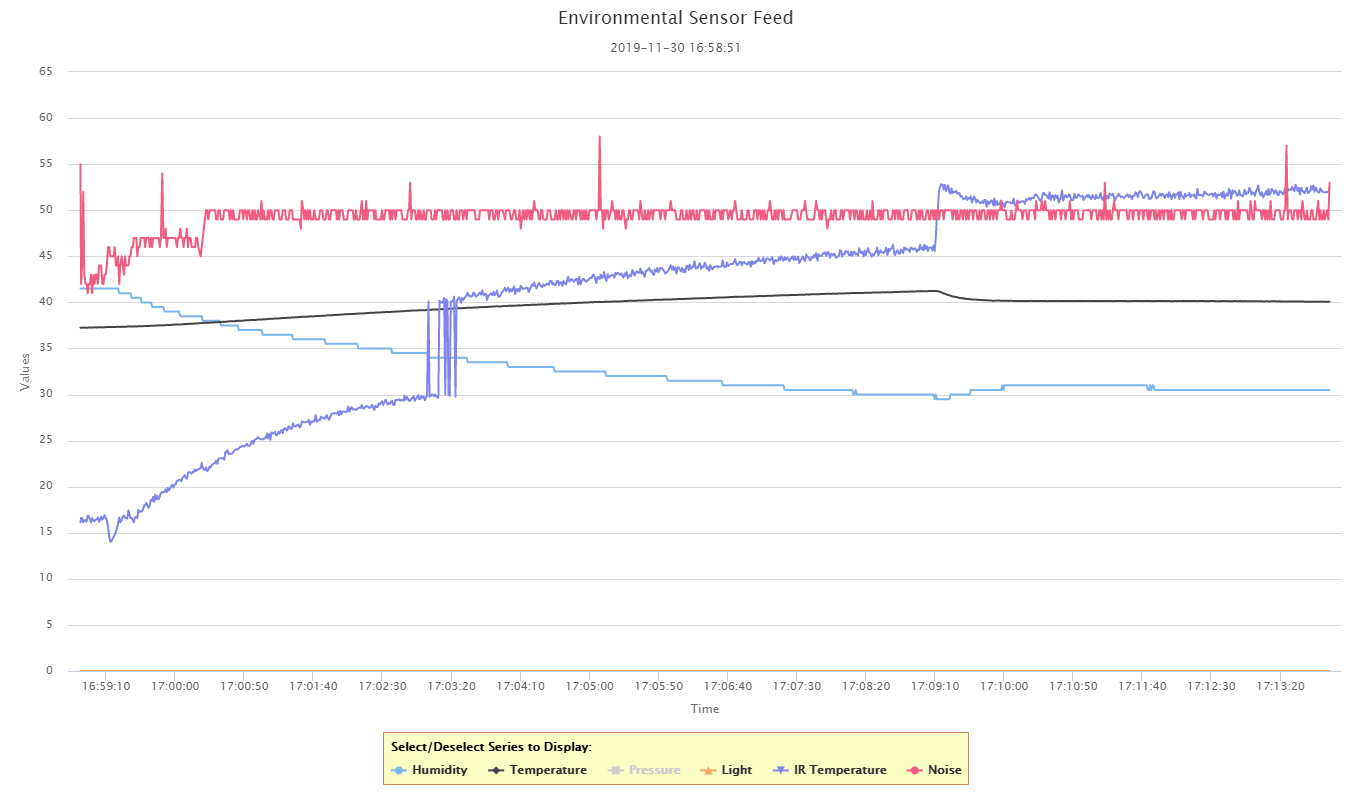 Environmental Sensor Feed
2019-11-30 16:58:51
65
60
55
50
45
40
35
30
25
20
15
10
5
0
Values
16:59:10 17:00:00 17:00:50 17:01:40 17:02:30 17:03:20 17:04:10 17:05:00 17:05:50 17:06:40 17:07:30 17:08:20 17:09:10 17:10:00 17:10:50 17:11:40 17:12:30 17:13:20
Time
Select/Deselect Series to Display:
Humidity Temperature Pressure Light IR Temperature Noise